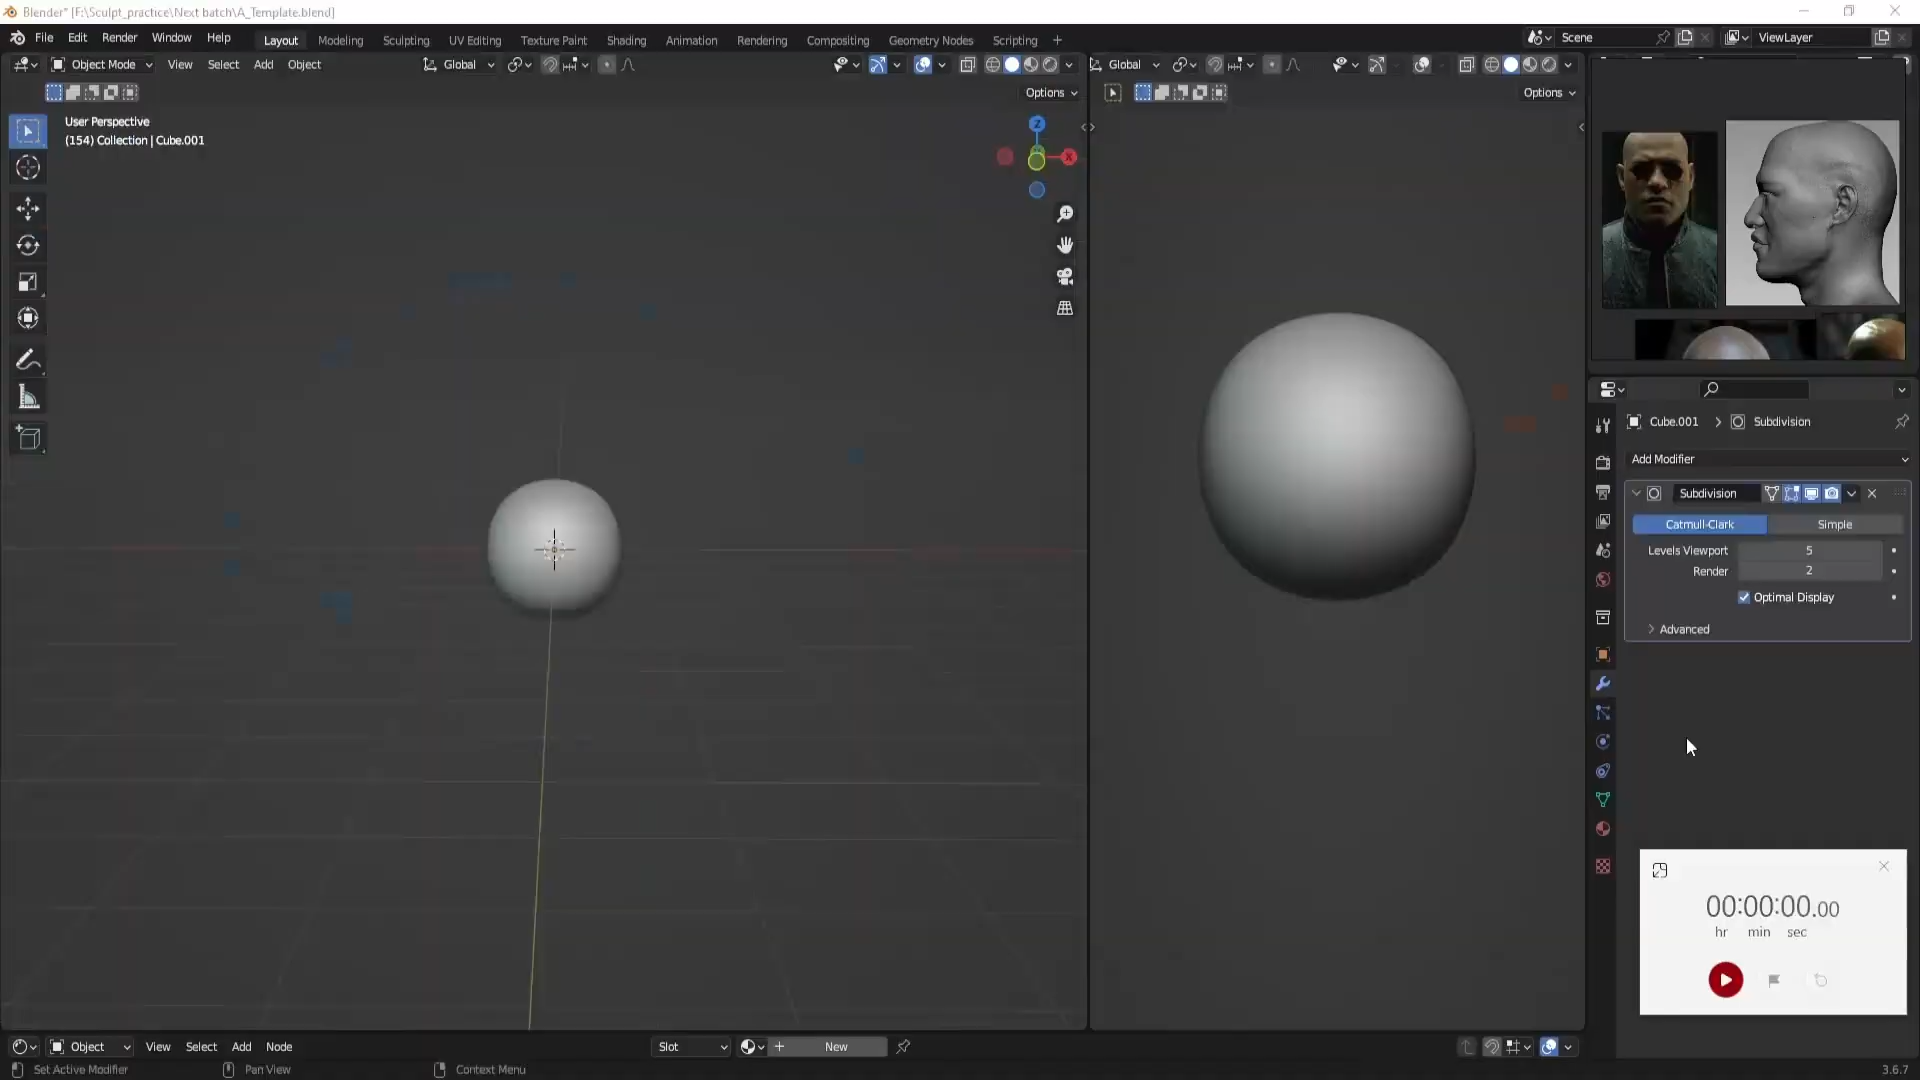 Blender* [F:\Sculpt_practice\Next batch\A_Template.blend]
File Edit Render Window Help
Layout Modeling Sculpting UV Editing Texture Paint Shading Animation Rendering Compositing Geometry Nodes Scripting +
Scene ViewLayer
Object Mode View Select Add Object Global
Global
Options
Options
User Perspective
(154) Collection | Cube.001
Z
X
Cube.001 Subdivision
Add Modifier
Subdivision
Catmull-Clark Simple
Levels Viewport 5
Render 2
Optimal Display
Advanced
00:00:00.00
hr min sec
Object View Select Add Node Slot New
Set Active Modifier Pan View Context Menu 3.6.7